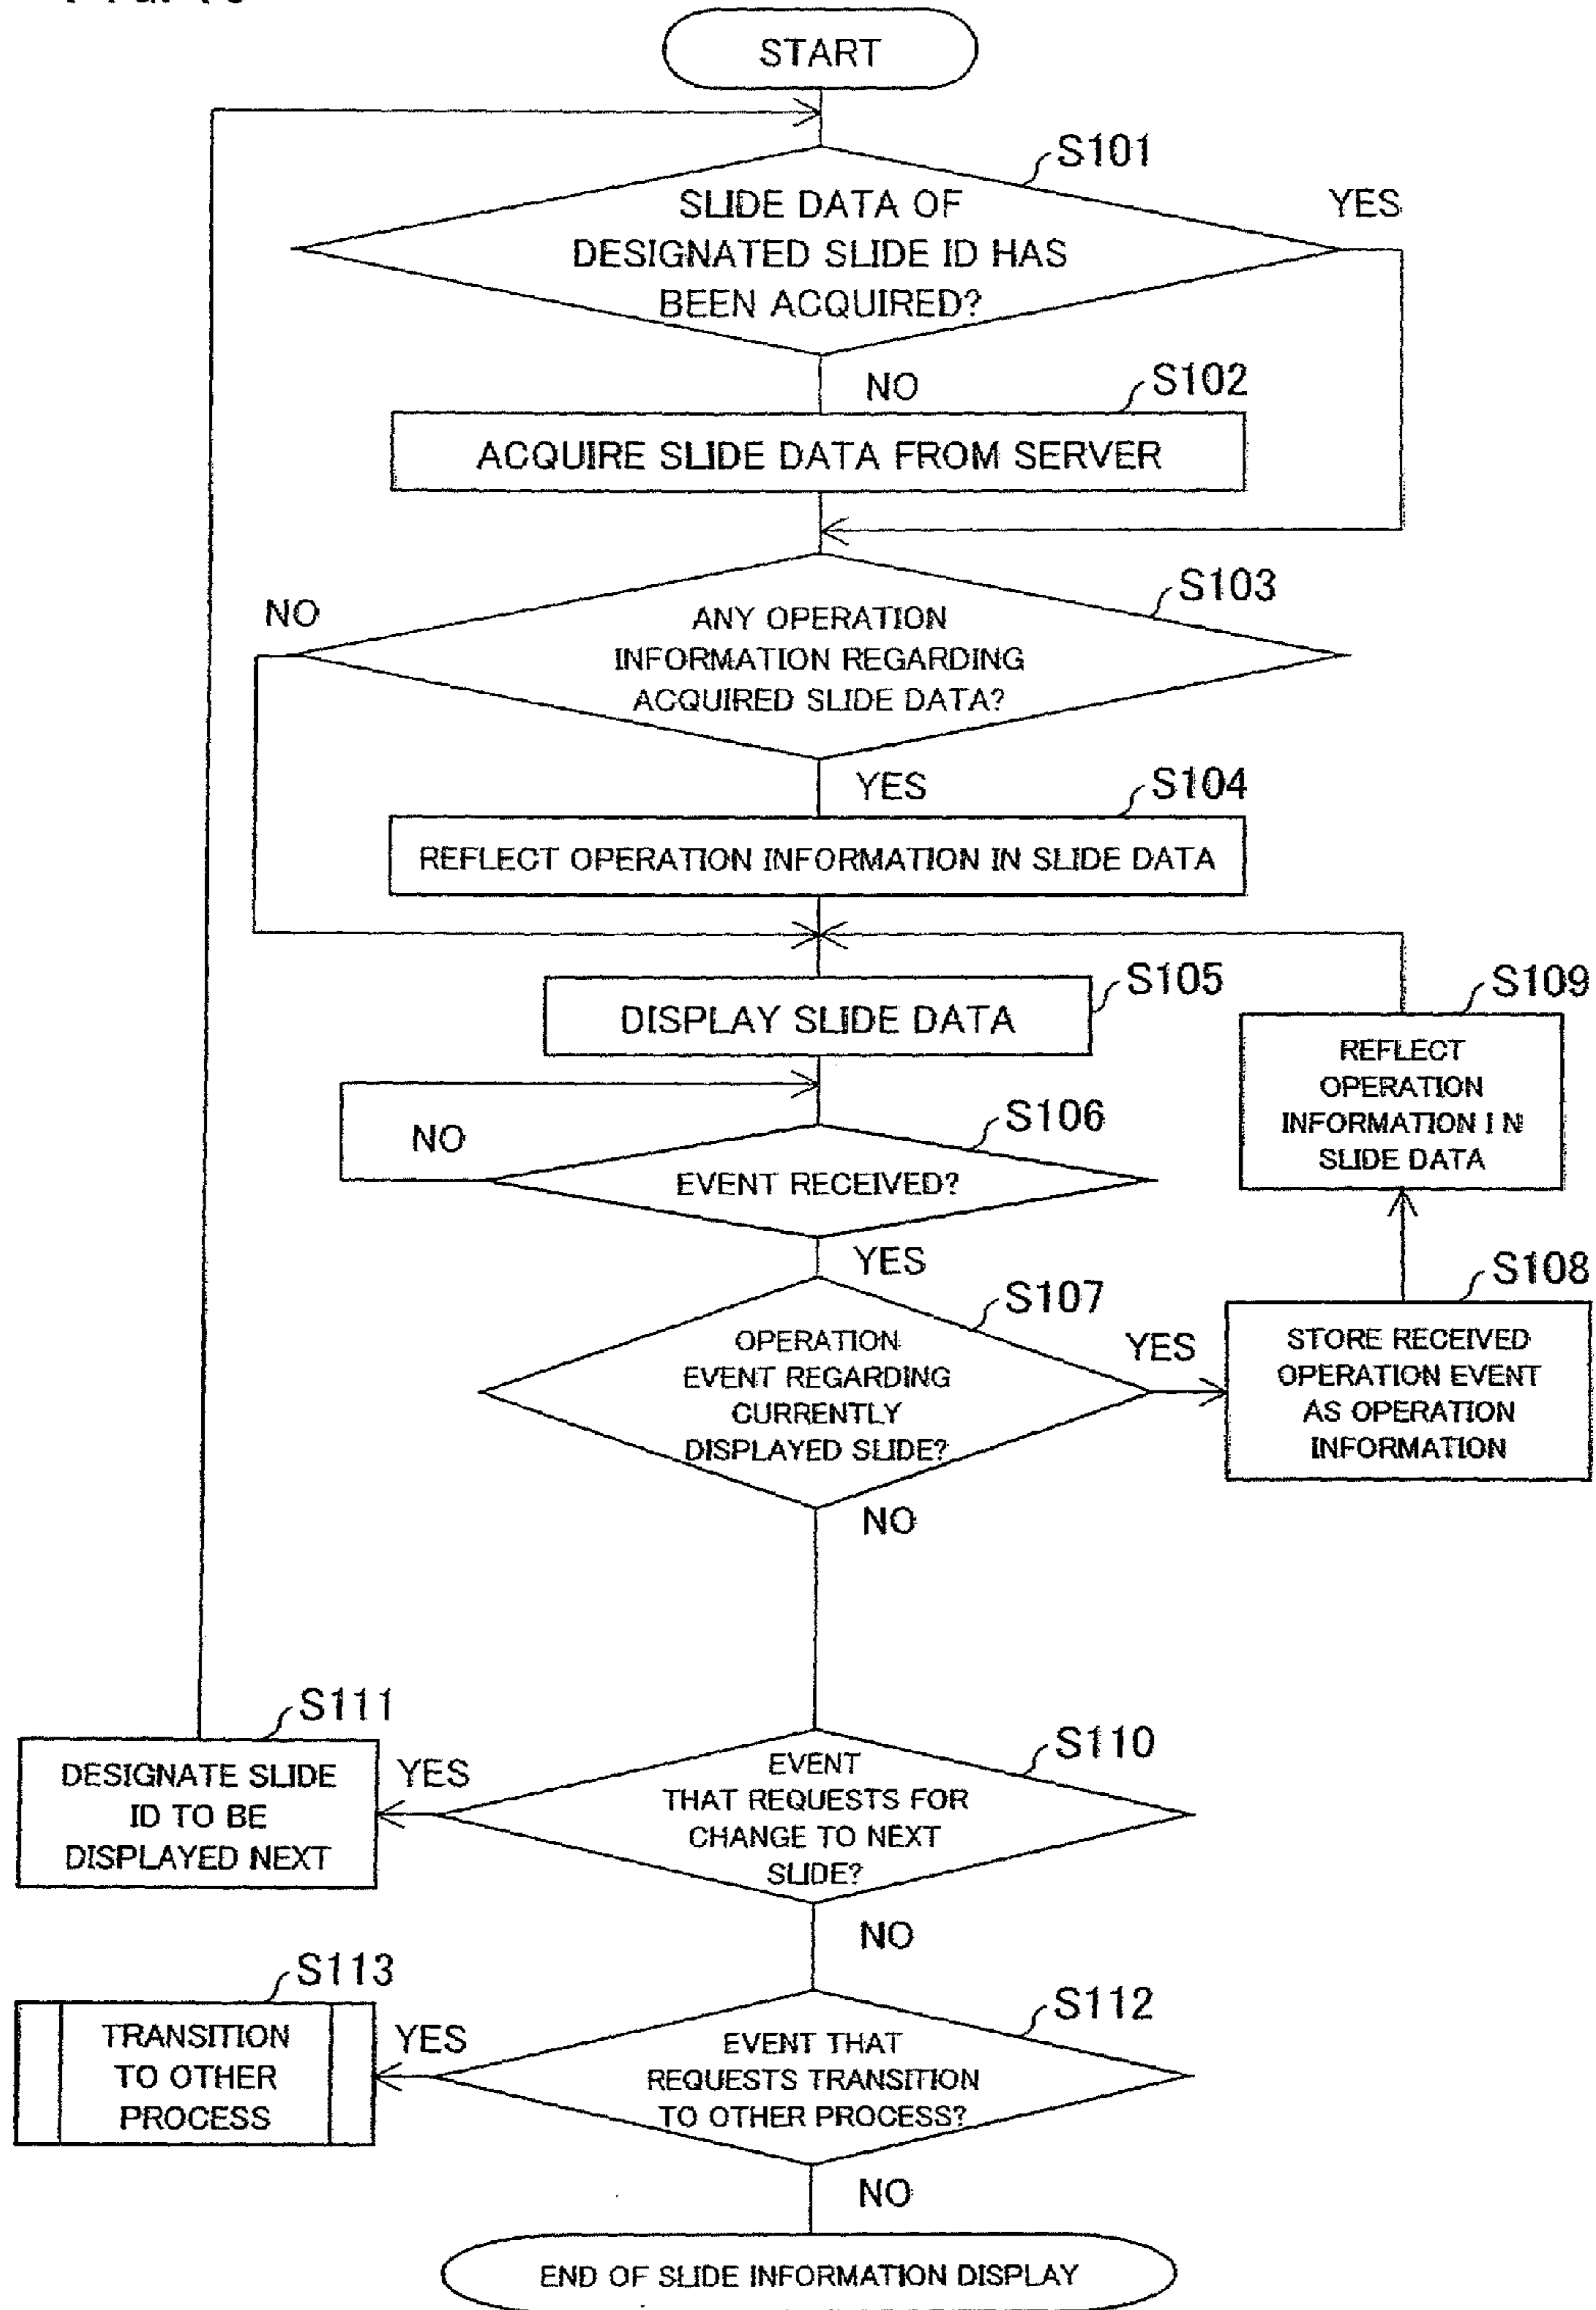 START
S101
SLIDE DATA OF
DESIGNATED SLIDE ID HAS
BEEN ACQUIRED?
YES
NO
S102
ACQUIRE SLIDE DATA FROM SERVER
S103
NO
ANY OPERATION
INFORMATION REGARDING
ACQUIRED SLIDE DATA?
YES
S104
REFLECT OPERATION INFORMATION IN SLIDE DATA
S105
DISPLAY SLIDE DATA
S109
REFLECT
OPERATION
INFORMATION IN
SLIDE DATA
S106
NO
EVENT RECEIVED?
YES
S107
OPERATION
EVENT REGARDING
CURRENTLY
DISPLAYED SLIDE?
YES
S108
STORE RECEIVED
OPERATION EVENT
AS OPERATION
INFORMATION
NO
S111
DESIGNATE SLIDE
ID TO BE
DISPLAYED NEXT
YES
S110
EVENT
THAT REQUESTS FOR
CHANGE TO NEXT
SLIDE?
NO
S113
TRANSITION
TO OTHER
PROCESS
YES
S112
EVENT THAT
REQUESTS TRANSITION
TO OTHER PROCESS?
NO
END OF SLIDE INFORMATION DISPLAY